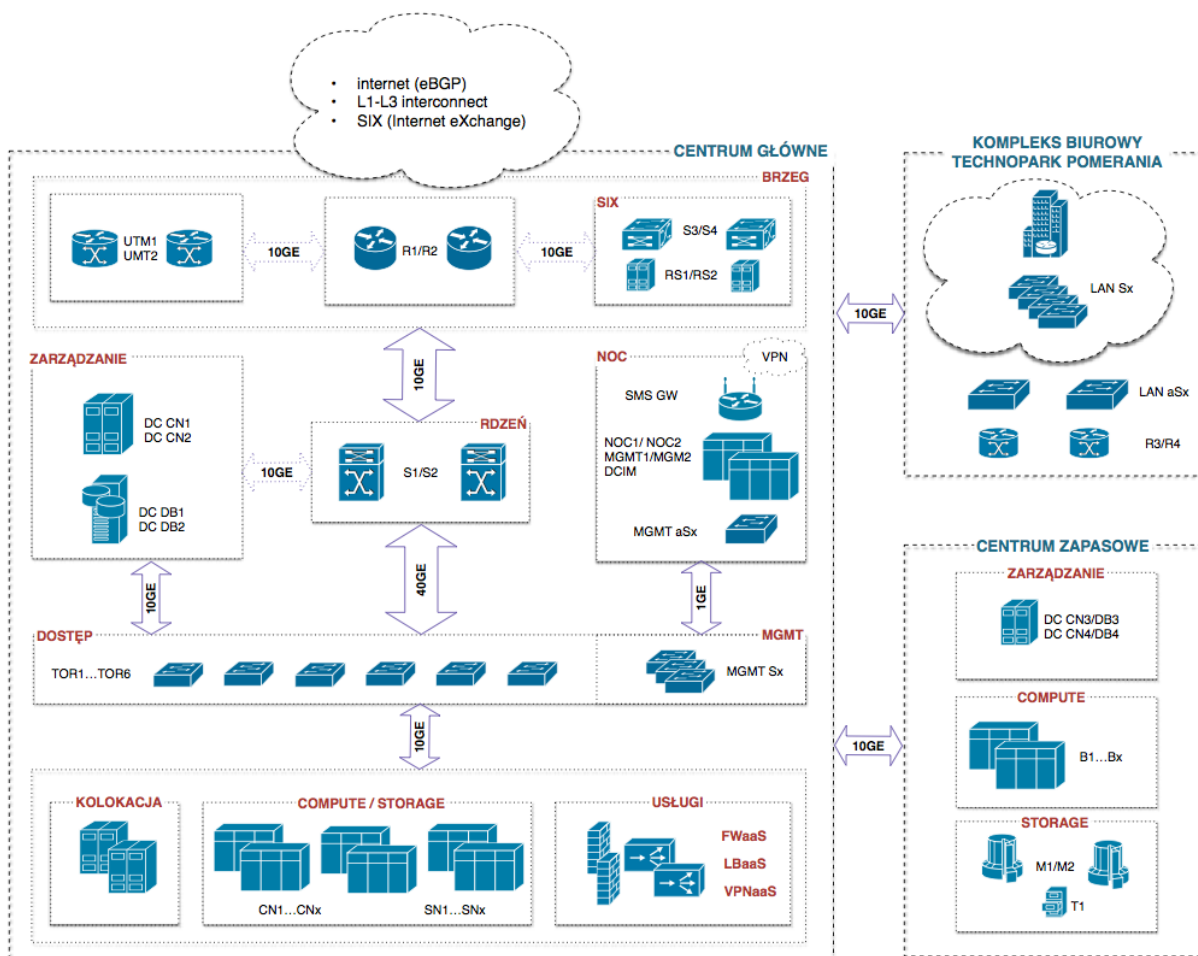 • internet (eBGP)
• L1-L3 interconnect
• SIX (Internet eXchange)
CENTRUM GŁÓWNE
BRZEG
UTM1
UMT2
10GE
R1/R2
10GE
SIX
S3/S4
RS1/RS2
10GE
ZARZĄDZANIE
DC CN1
DC CN2
DC DB1
DC DB2
10GE
RDZEŃ
S1/S2
NOC
VPN
SMS GW
NOC1/ NOC2
MGMT1/MGM2
DCIM
MGMT aSx
10GE
40GE
1GE
DOSTĘP
TOR1...TOR6
MGMT
MGMT Sx
10GE
KOLOKACJA
COMPUTE / STORAGE
CN1...CNx
SN1...SNx
USŁUGI
FWaaS
LBaaS
VPNaaS
10GE
KOMPLEKS BIUROWY
TECHNOPARK POMERANIA
LAN Sx
LAN aSx
R3/R4
10GE
CENTRUM ZAPASOWE
ZARZĄDZANIE
DC CN3/DB3
DC CN4/DB4
COMPUTE
B1...Bx
STORAGE
M1/M2
T1